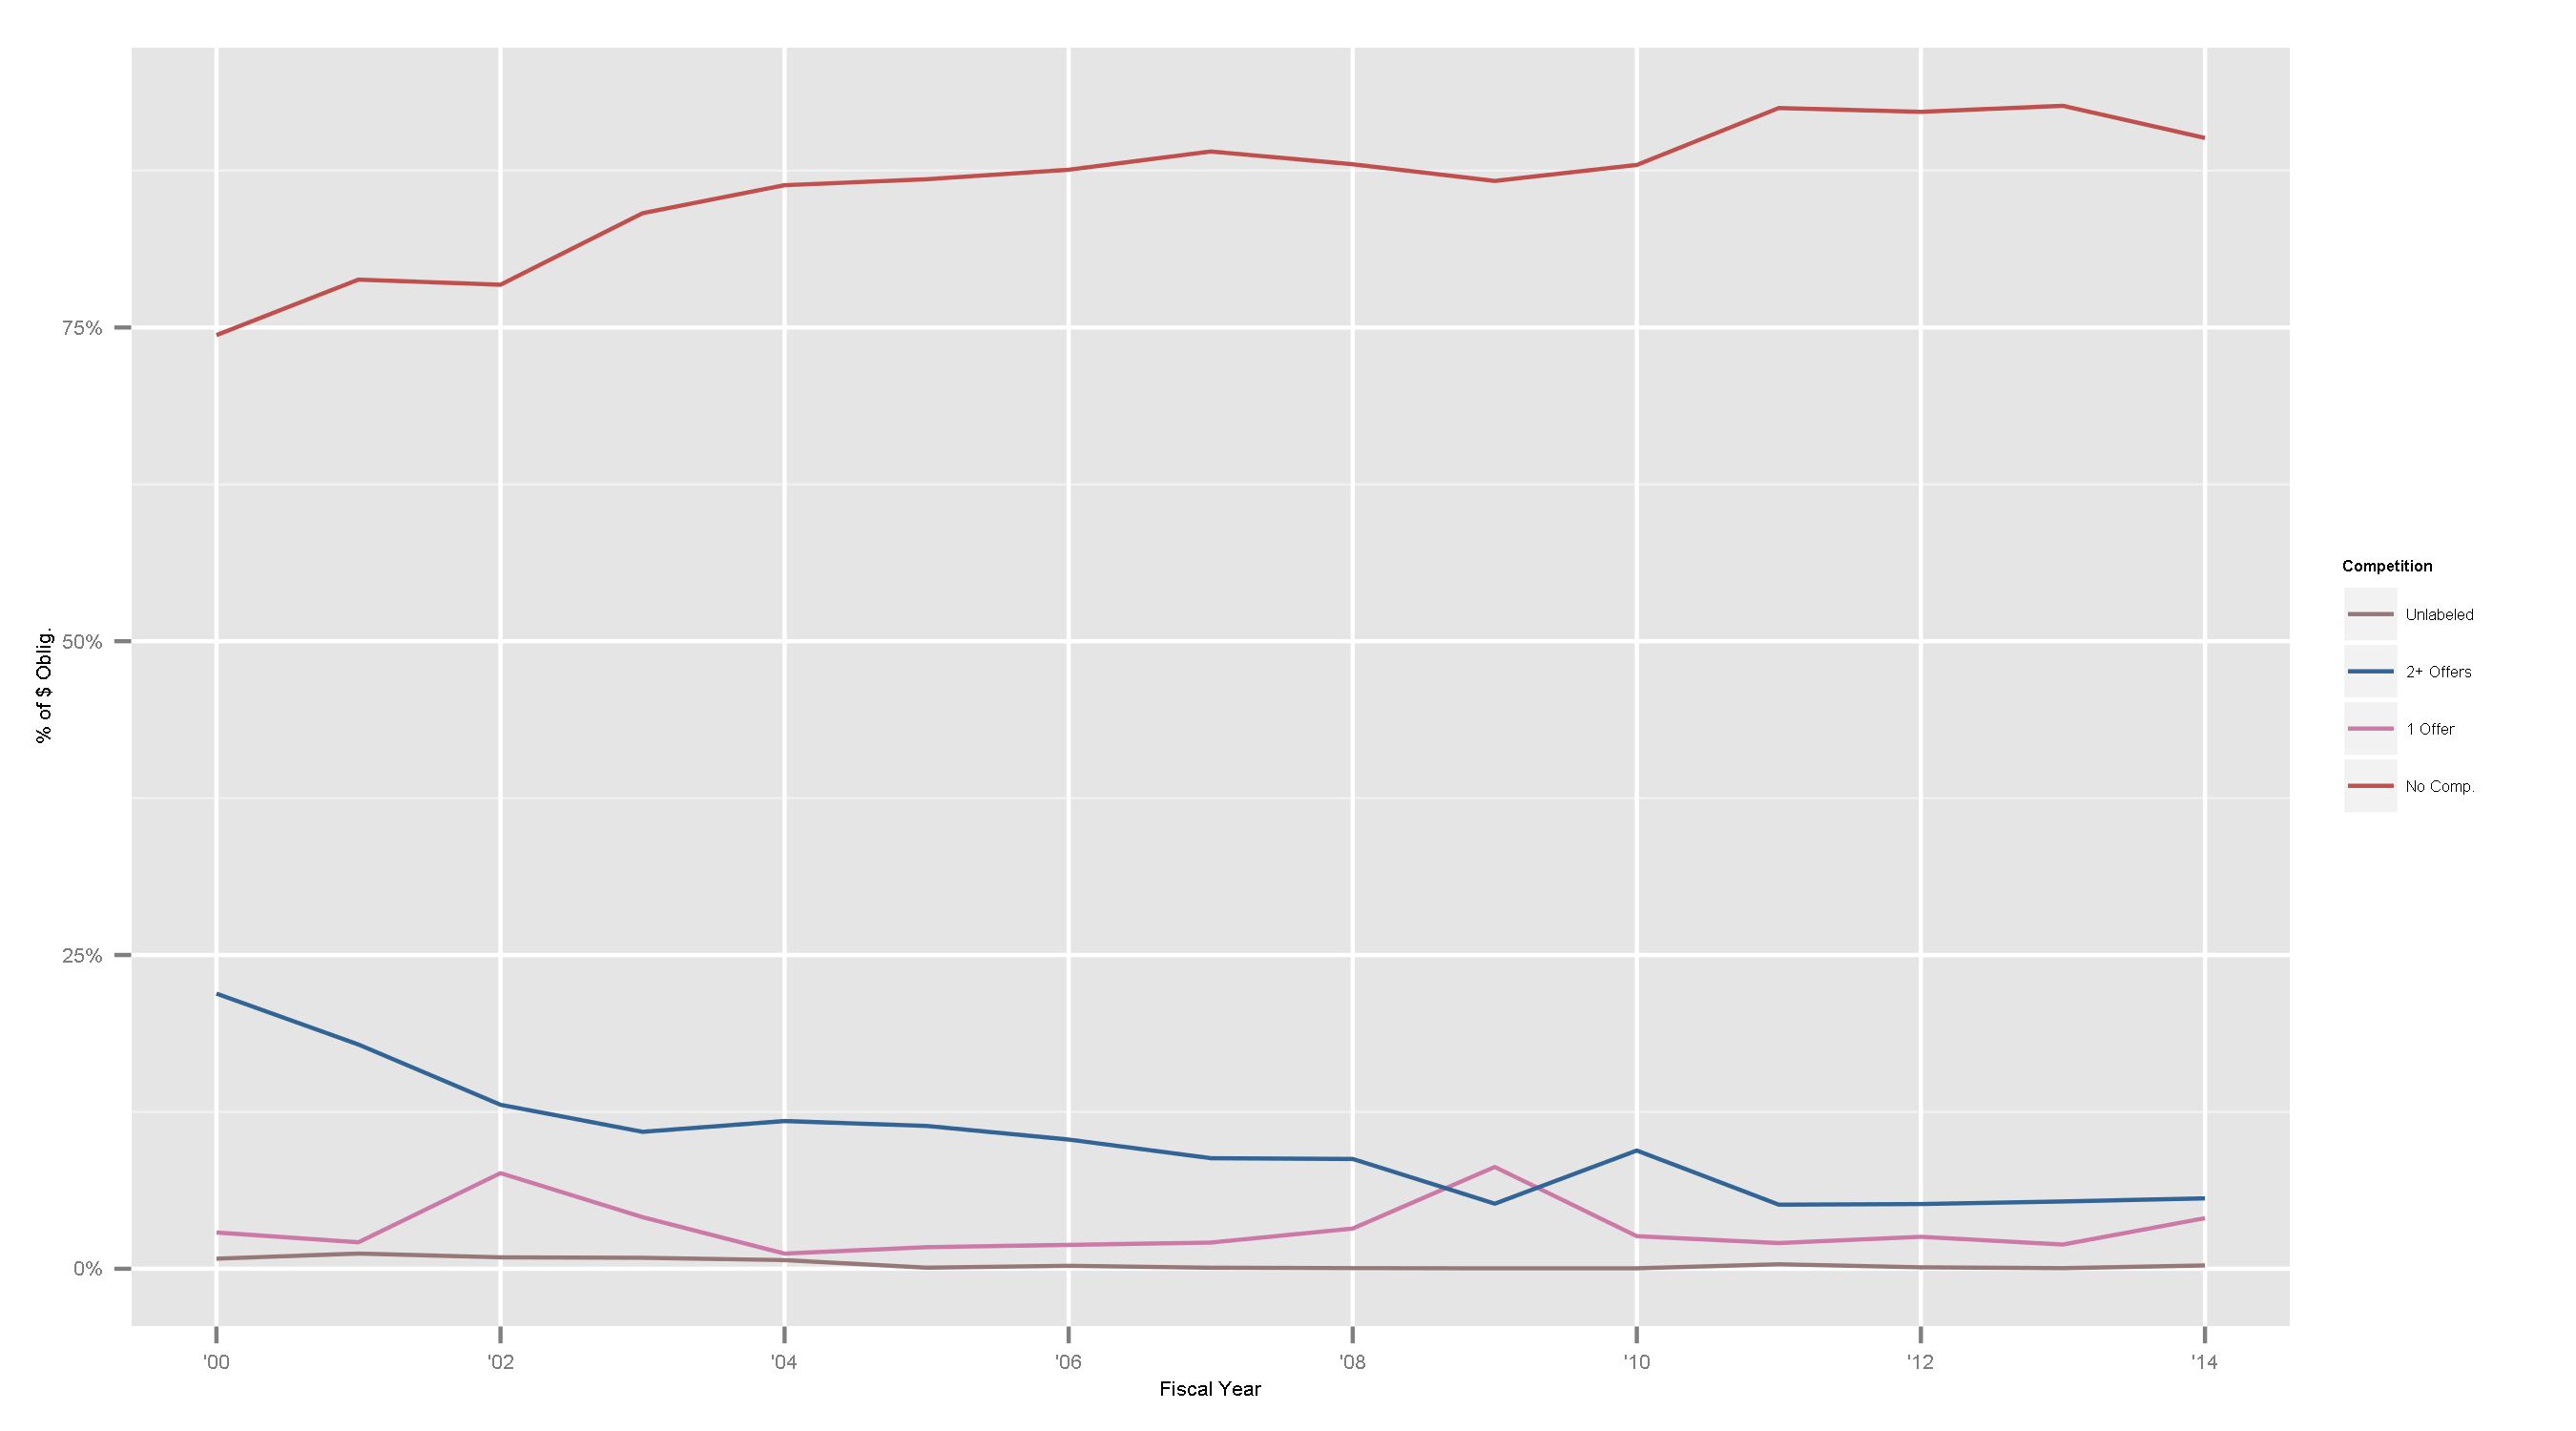 75%
50%
25%
0%
% of $ Oblig.
'00 '02 '04 '06 '08 '10 '12 '14
Fiscal Year
Competition
Unlabeled
2+ Offers
1 Offer
No Comp.